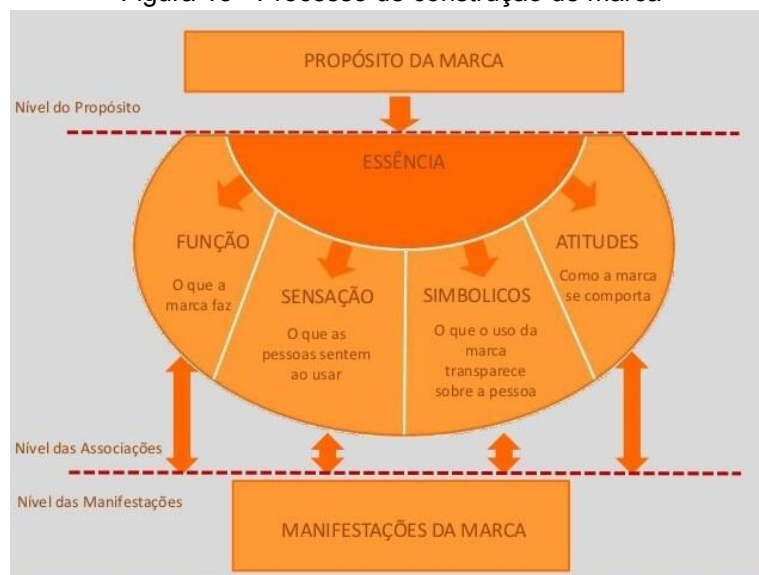 PROPÓSITO DA MARCA
Nível do Propósito
ESSÊNCIA
FUNÇÃO
O que a
marca faz
SENSAÇÃO
O que as
pessoas sentem
ao usar
SIMBOLICOS
O que o uso da
marca
transparece
sobre a pessoa
ATITUDES
Como a marca
se comporta
Nível das Associações
Nível das Manifestações
MANIFESTAÇÕES DA MARCA